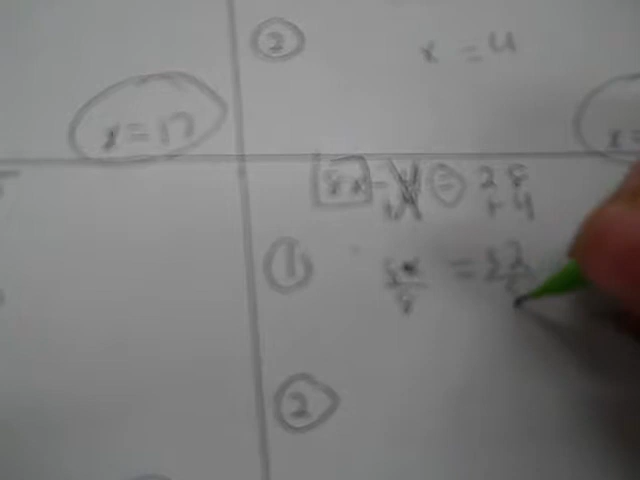 ② x = 4
x = 17
x =
8x - 4 = 28
+4 +4
① 8x = 32
8 8
②